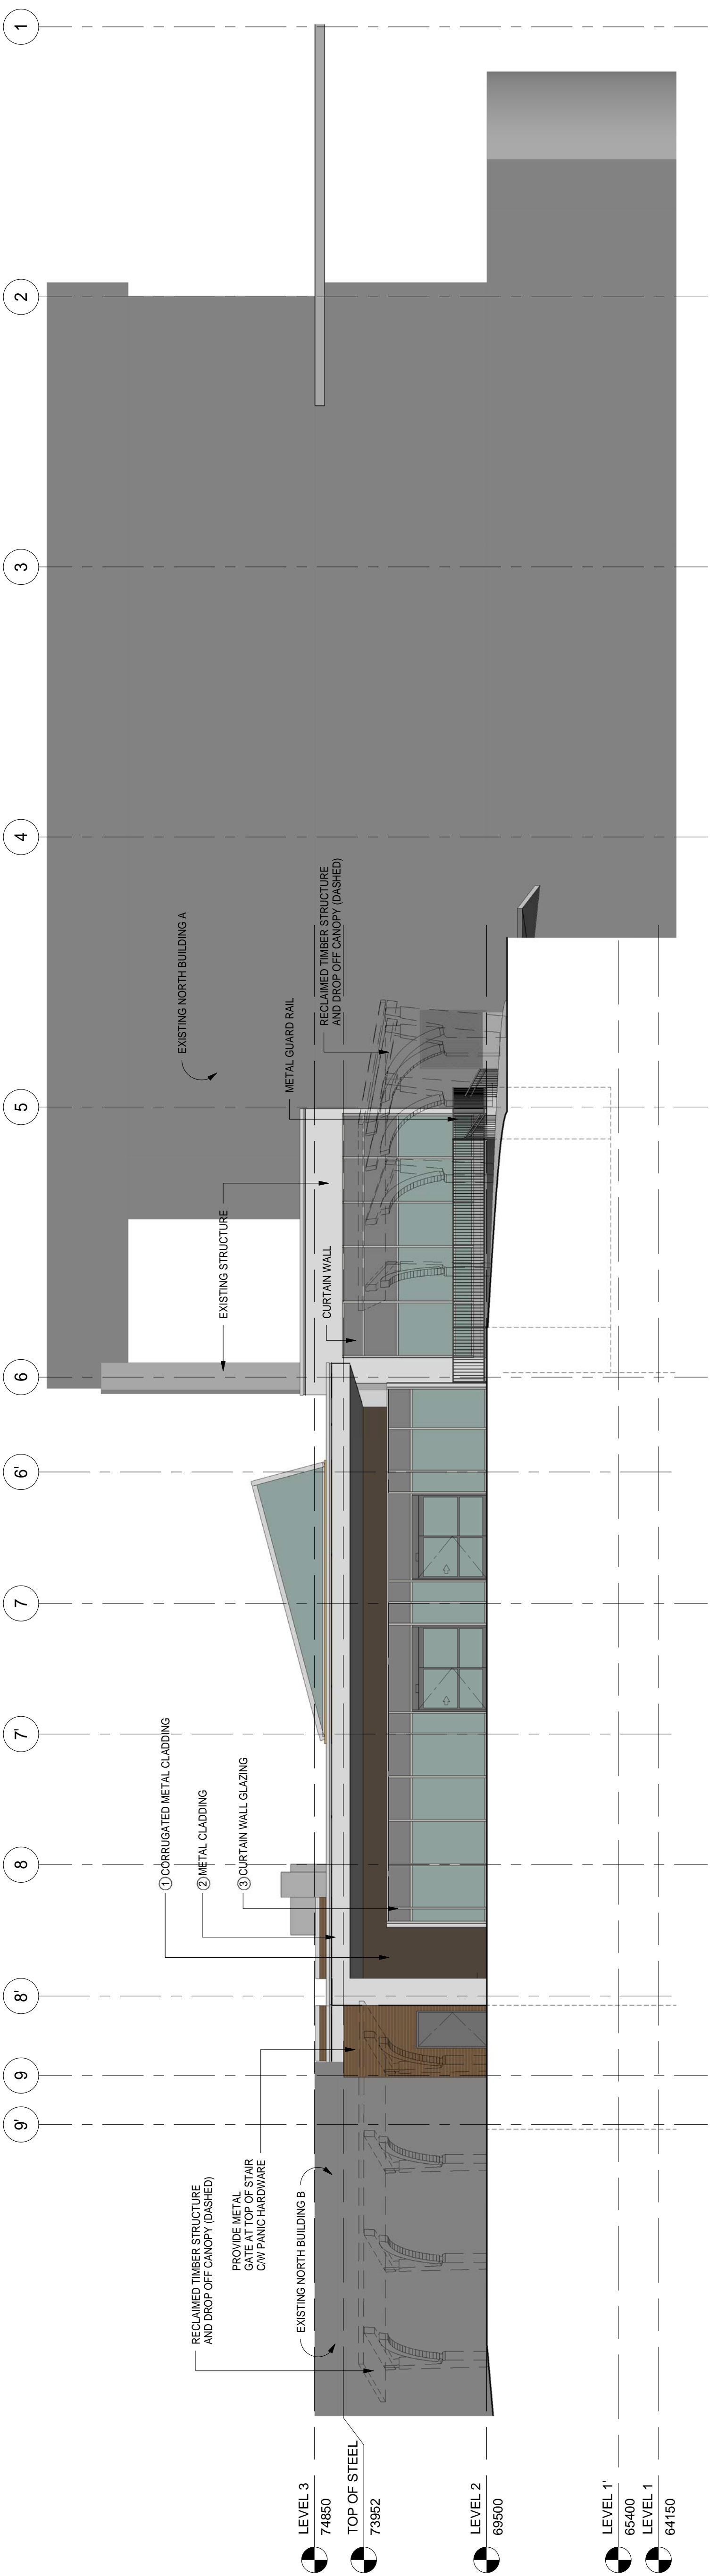 9'
9
8'
8
7'
7
6'
6
5
4
3
2
1
RECLAIMED TIMBER STRUCTURE
AND DROP OFF CANOPY (DASHED)
PROVIDE METAL
GATE AT TOP OF STAIR
C/W PANIC HARDWARE
EXISTING NORTH BUILDING B
1 CORRUGATED METAL CLADDING
2 METAL CLADDING
3 CURTAIN WALL GLAZING
EXISTING STRUCTURE
CURTAIN WALL
EXISTING NORTH BUILDING A
METAL GUARD RAIL
RECLAIMED TIMBER STRUCTURE
AND DROP OFF CANOPY (DASHED)
LEVEL 3
74850
TOP OF STEEL
73952
LEVEL 2
69500
LEVEL 1'
65400
LEVEL 1
64150